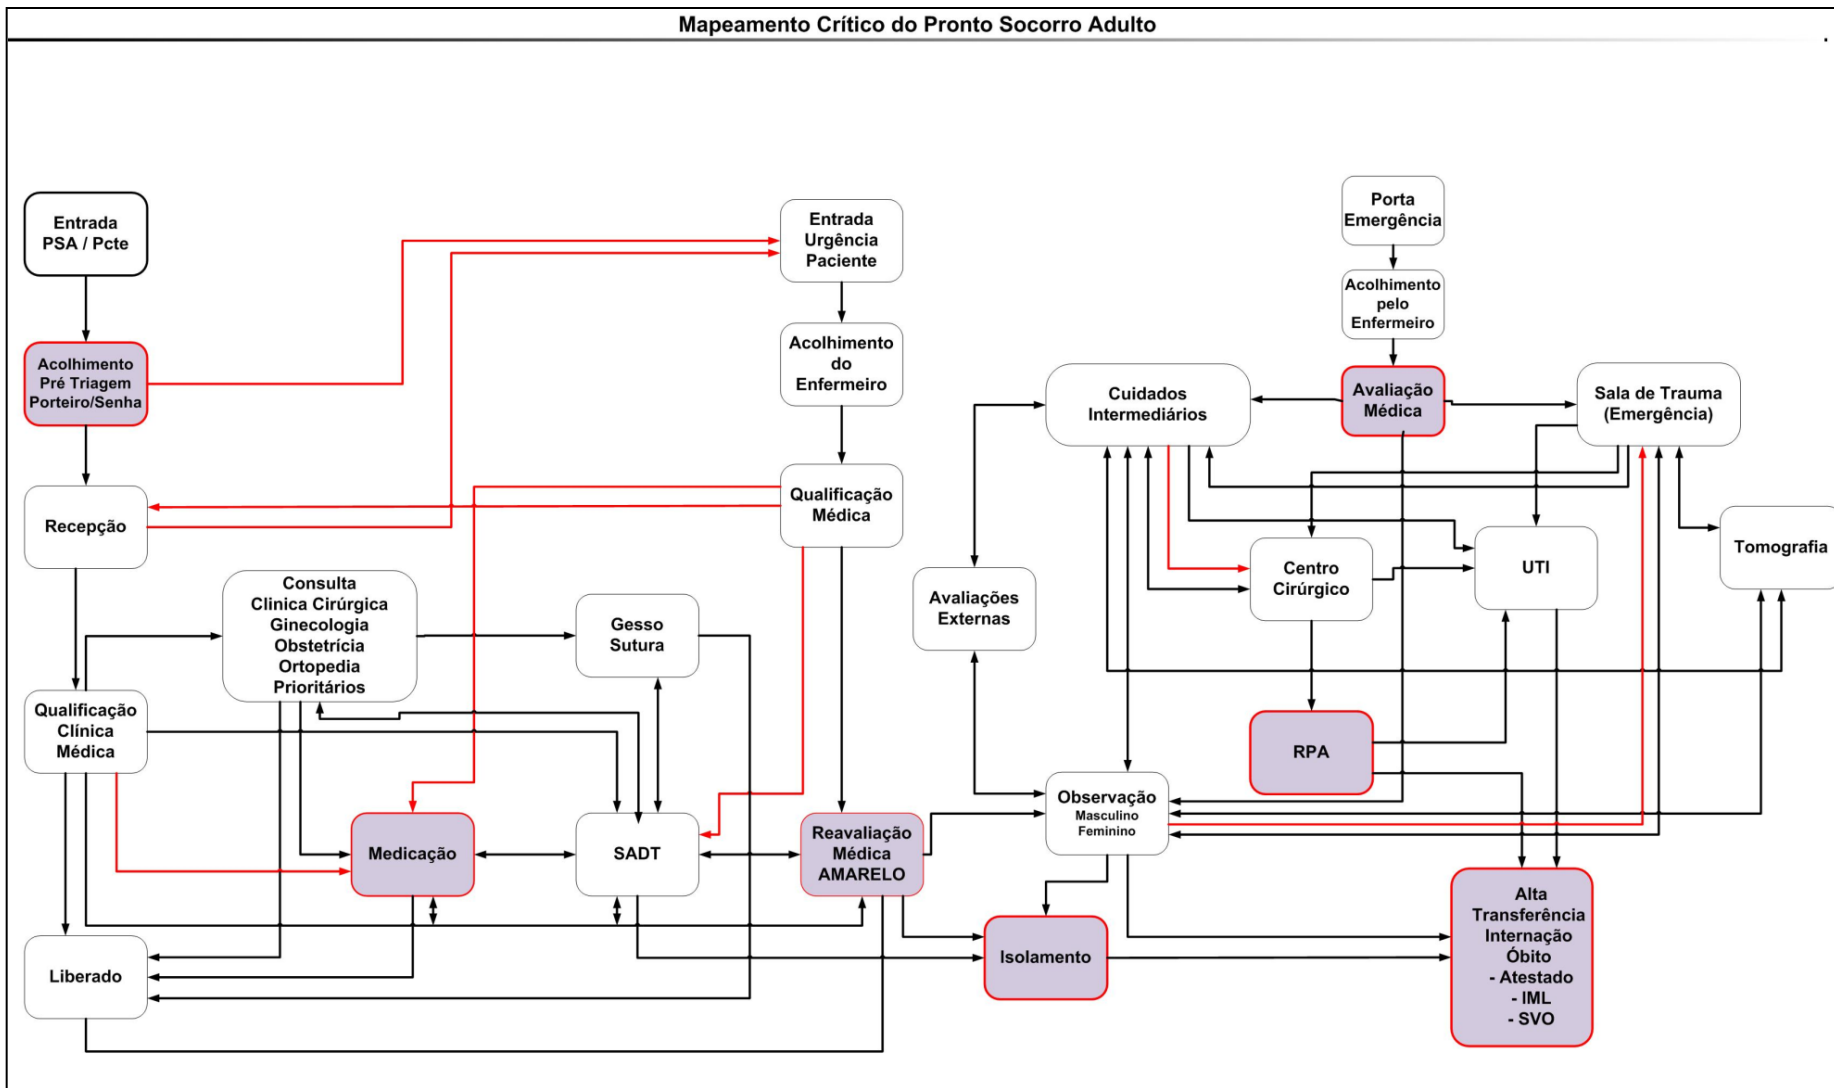 Mapeamento Crítico do Pronto Socorro Adulto
.
Entrada
PSA / Pcte
Acolhimento
Pré Triagem
Porteiro/Senha
Recepção
Qualificação
Clínica
Médica
Liberado
Consulta
Clinica Cirúrgica
Ginecologia
Obstetrícia
Ortopedia
Prioritários
Gesso
Sutura
Medicação
SADT
Entrada
Urgência
Paciente
Acolhimento
do
Enfermeiro
Qualificação
Médica
Reavaliação
Médica
AMARELO
Porta
Emergência
Acolhimento
pelo
Enfermeiro
Avaliação
Médica
Cuidados
Intermediários
Sala de Trauma
(Emergência)
Avaliações
Externas
Centro
Cirúrgico
UTI
Tomografia
RPA
Observação
Masculino
Feminino
Isolamento
Alta
Transferência
Internação
Óbito
- Atestado
- IML
- SVO